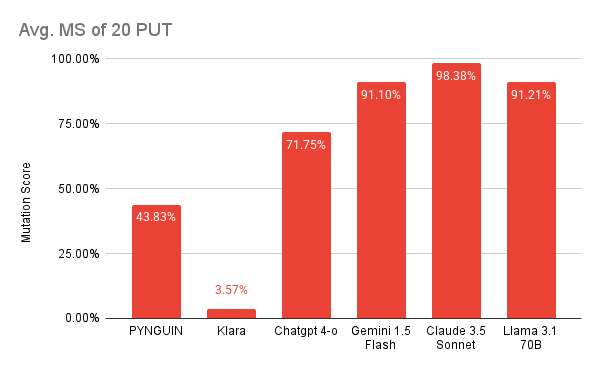 Avg. MS of 20 PUT
Mutation Score
100.00%
75.00%
50.00%
25.00%
0.00%
43.83%
3.57%
71.75%
91.10%
98.38%
91.21%
PYNGUIN
Klara
Chatgpt 4-o
Gemini 1.5
Flash
Claude 3.5
Sonnet
Llama 3.1
70B